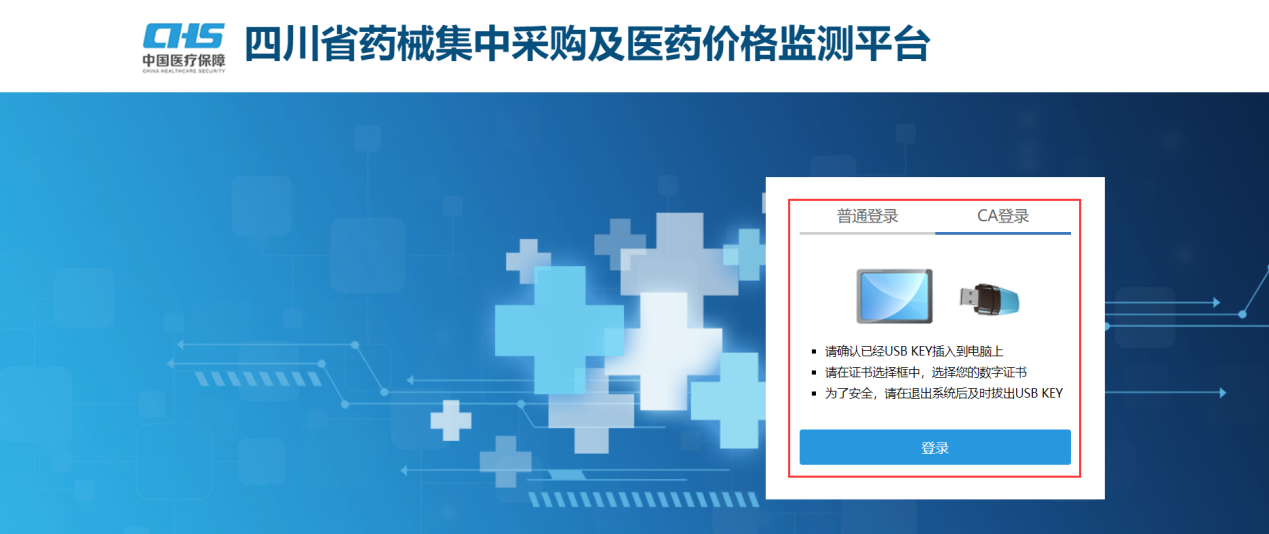 CHS
中国医疗保障
CHINA HEALTHCARE SECURITY
四川省药械集中采购及医药价格监测平台
普通登录
CA登录
请确认已经USB KEY插入到电脑上
请在证书选择框中，选择您的数字证书
为了安全，请在退出系统后及时拔出USB KEY
登录